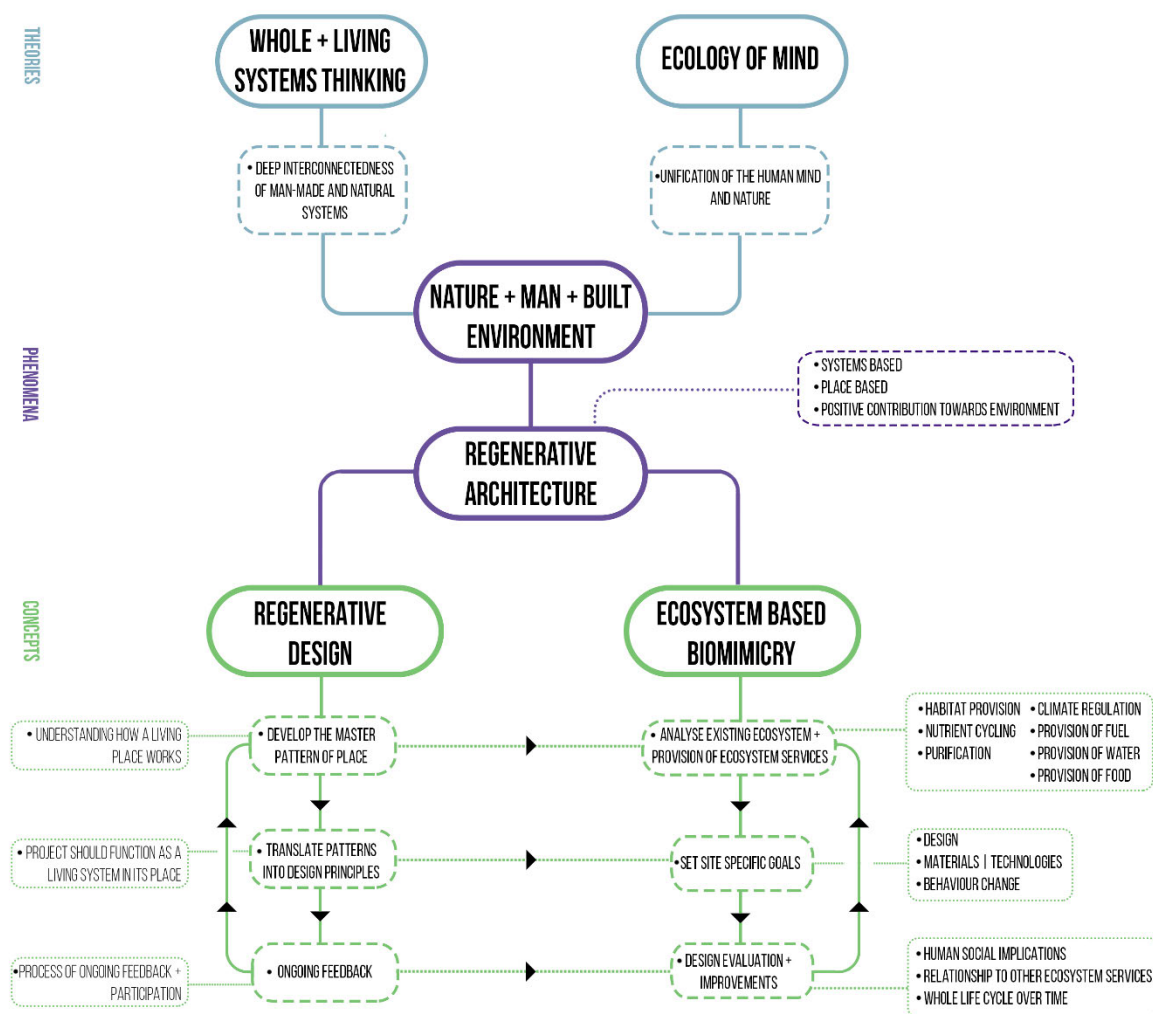 THEORIES
WHOLE + LIVING
SYSTEMS THINKING
ECOLOGY OF MIND
• DEEP INTERCONNECTEDNESS
OF MAN-MADE AND NATURAL
SYSTEMS
•UNIFICATION OF THE HUMAN MIND
AND NATURE
NATURE + MAN + BUILT
ENVIRONMENT
PHENOMENA
• SYSTEMS BASED
• PLACE BASED
• POSITIVE CONTRIBUTION TOWARDS ENVIRONMENT
REGENERATIVE
ARCHITECTURE
CONCEPTS
REGENERATIVE
DESIGN
ECOSYSTEM BASED
BIOMIMICRY
• UNDERSTANDING HOW A LIVING
PLACE WORKS
• DEVELOP THE MASTER
PATTERN OF PLACE
• ANALYSE EXISTING ECOSYSTEM +
PROVISION OF ECOSYSTEM SERVICES
• HABITAT PROVISION
• NUTRIENT CYCLING
• PURIFICATION
• CLIMATE REGULATION
• PROVISION OF FUEL
• PROVISION OF WATER
• PROVISION OF FOOD
• PROJECT SHOULD FUNCTION AS A
LIVING SYSTEM IN ITS PLACE
• TRANSLATE PATTERNS
INTO DESIGN PRINCIPLES
•SET SITE SPECIFIC GOALS
• DESIGN
• MATERIALS | TECHNOLOGIES
• BEHAVIOUR CHANGE
•PROCESS OF ONGOING FEEDBACK +
PARTICIPATION
• ONGOING FEEDBACK
• DESIGN EVALUATION +
IMPROVEMENTS
• HUMAN SOCIAL IMPLICATIONS
• RELATIONSHIP TO OTHER ECOSYSTEM SERVICES
• WHOLE LIFE CYCLE OVER TIME